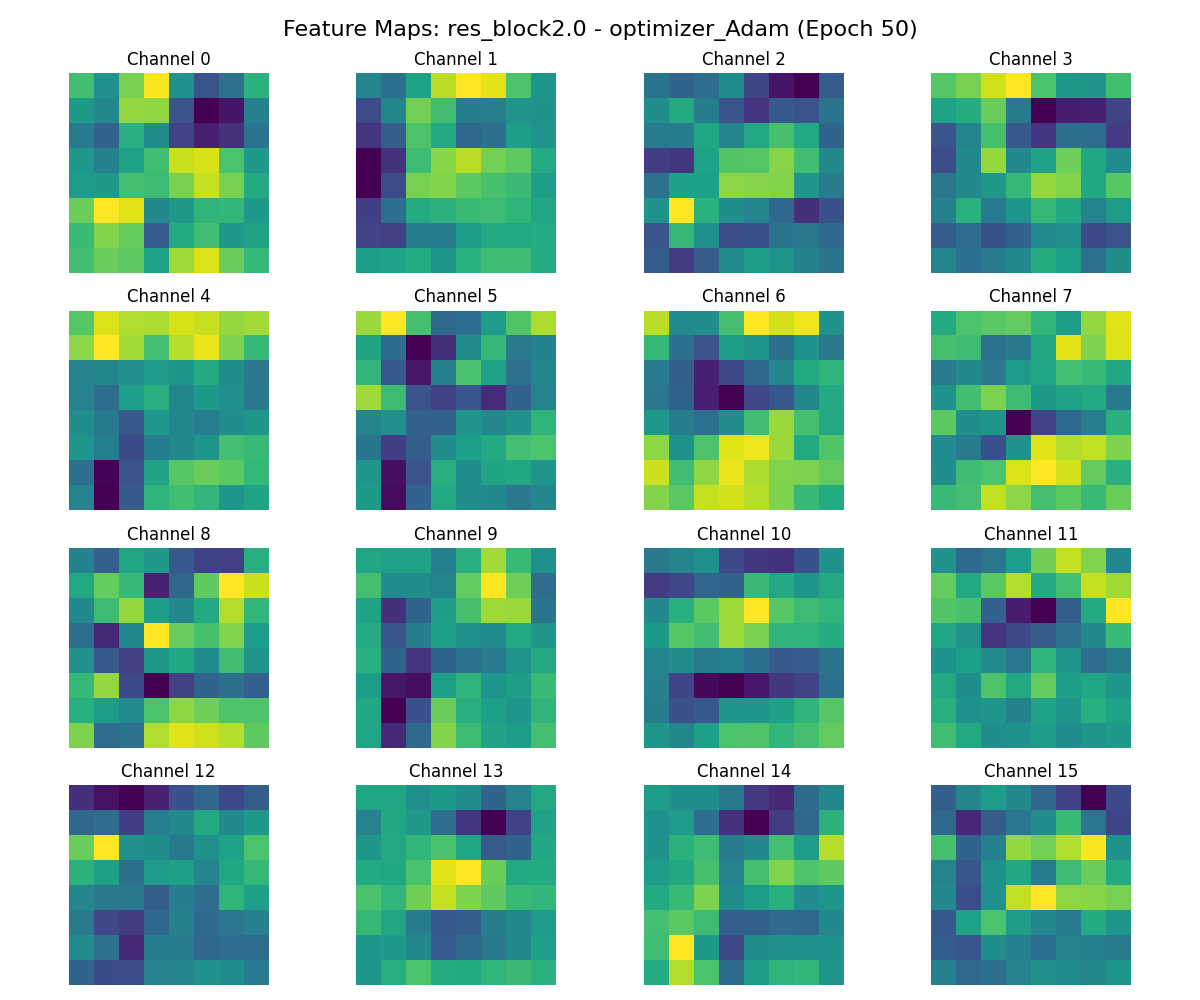 Feature Maps: res_block2.0 - optimizer_Adam (Epoch 50)
Channel 0
Channel 1
Channel 2
Channel 3
Channel 4
Channel 5
Channel 6
Channel 7
Channel 8
Channel 9
Channel 10
Channel 11
Channel 12
Channel 13
Channel 14
Channel 15